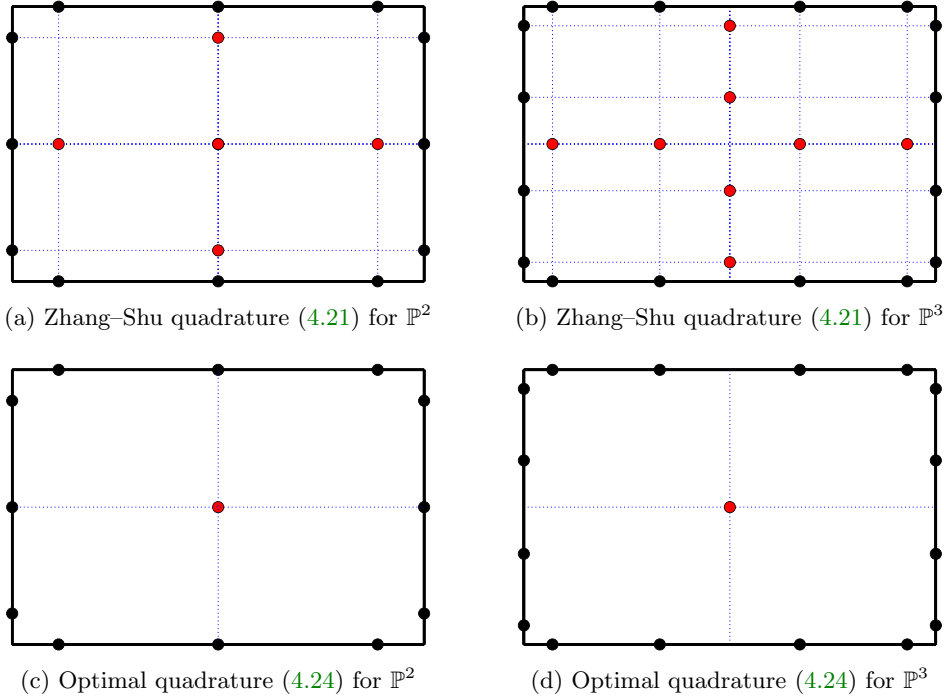 (a) Zhang–Shu quadrature (4.21) for ℙ²
(b) Zhang–Shu quadrature (4.21) for ℙ³
(c) Optimal quadrature (4.24) for ℙ²
(d) Optimal quadrature (4.24) for ℙ³